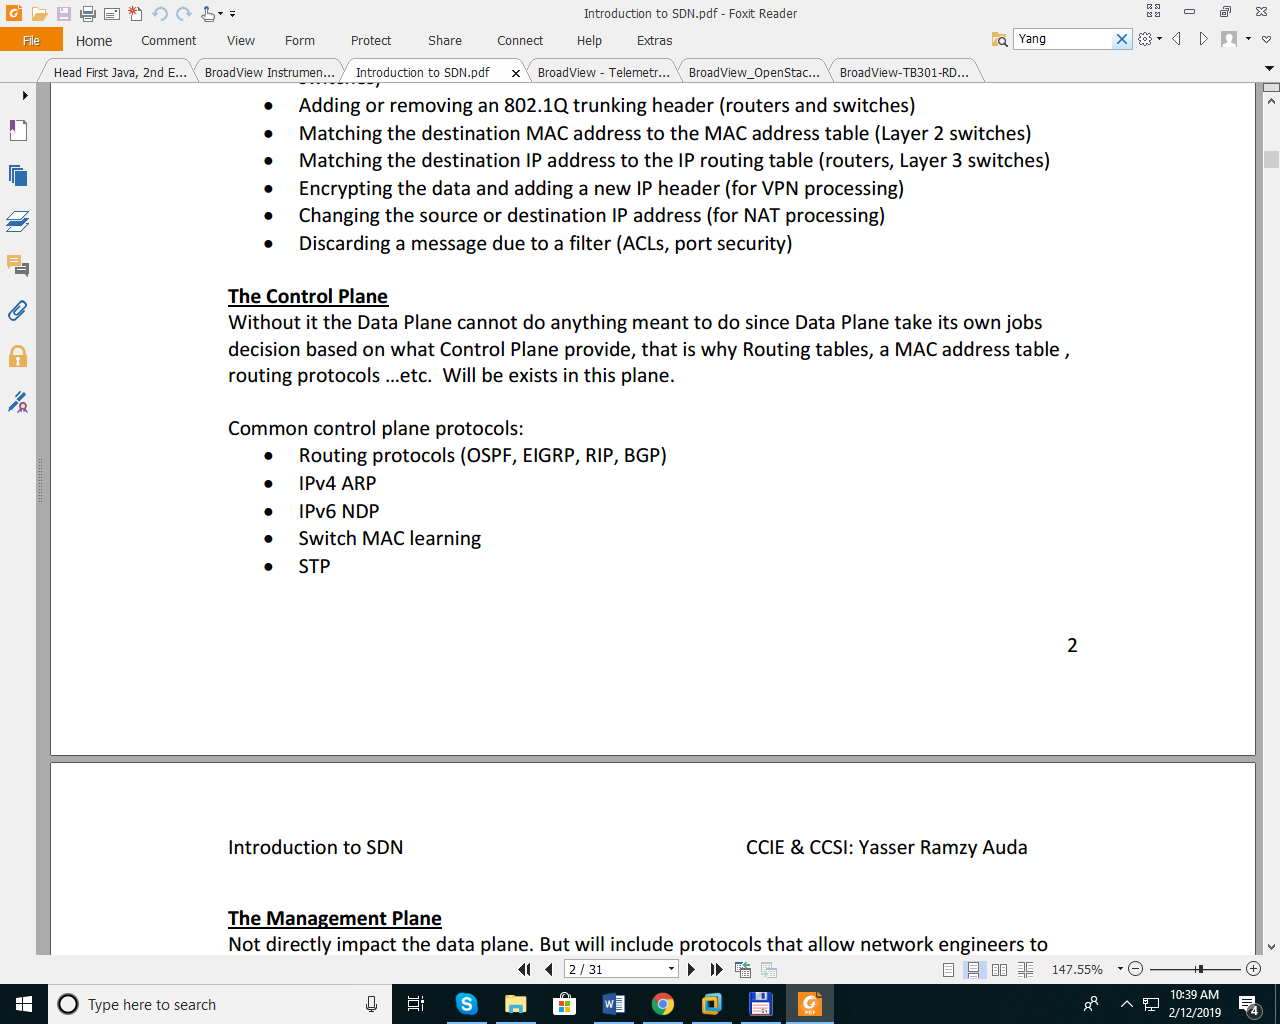 Introduction to SDN.pdf - Foxit Reader
File
Home
Comment
View
Form
Protect
Share
Connect
Help
Extras
Yang
Head First Java, 2nd E...
BroadView Instrumen...
Introduction to SDN.pdf
BroadView - Telemetr...
BroadView_OpenStac...
BroadView-TB301-RD...
• Adding or removing an 802.1Q trunking header (routers and switches)
• Matching the destination MAC address to the MAC address table (Layer 2 switches)
• Matching the destination IP address to the IP routing table (routers, Layer 3 switches)
• Encrypting the data and adding a new IP header (for VPN processing)
• Changing the source or destination IP address (for NAT processing)
• Discarding a message due to a filter (ACLs, port security)
The Control Plane
Without it the Data Plane cannot do anything meant to do since Data Plane take its own jobs
decision based on what Control Plane provide, that is why Routing tables, a MAC address table ,
routing protocols ...etc.  Will be exists in this plane.
Common control plane protocols:
• Routing protocols (OSPF, EIGRP, RIP, BGP)
• IPv4 ARP
• IPv6 NDP
• Switch MAC learning
• STP
2
Introduction to SDN
CCIE & CCSI: Yasser Ramzy Auda
The Management Plane
Not directly impact the data plane. But will include protocols that allow network engineers to
2 / 31
147.55%
Type here to search
10:39 AM
2/12/2019
4